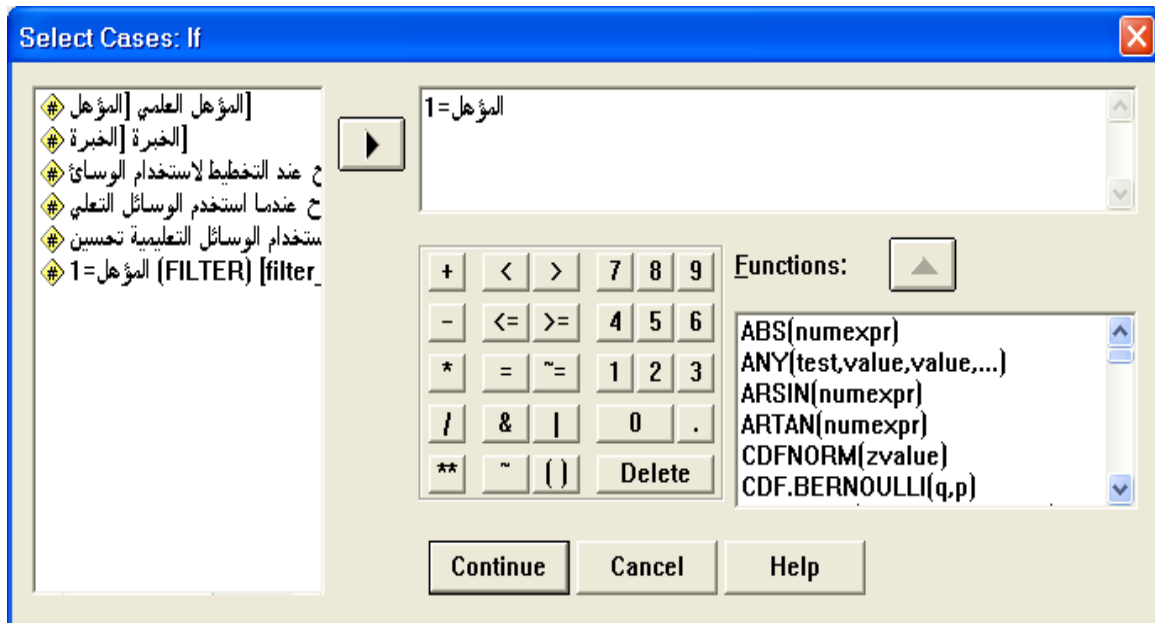 Select Cases: If
المؤهل العلمي [المؤهل]
الخبرة [الخبرة]
ح عند التخطيط لاستخدام الوسائ
ح عندما استخدم الوسائل التعلي
ستخدام الوسائل التعليمية تحسين
المؤهل=1 (FILTER) [filter_
المؤهل=1
+ < > 7 8 9
- <= >= 4 5 6
* = ~= 1 2 3
/ & | 0 .
** ~ ( ) Delete
Functions:
ABS(numexpr)
ANY(test,value,value,...)
ARSIN(numexpr)
ARTAN(numexpr)
CDFNORM(zvalue)
CDF.BERNOULLI(q,p)
Continue Cancel Help